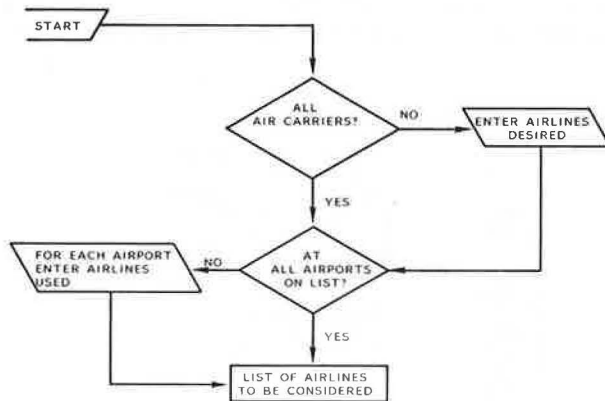 START
ALL
AIR CARRIERS?
NO
ENTER AIRLINES
DESIRED
YES
FOR EACH AIRPORT
ENTER AIRLINES
USED
NO
AT
ALL AIRPORTS
ON LIST?
YES
LIST OF AIRLINES
TO BE CONSIDERED